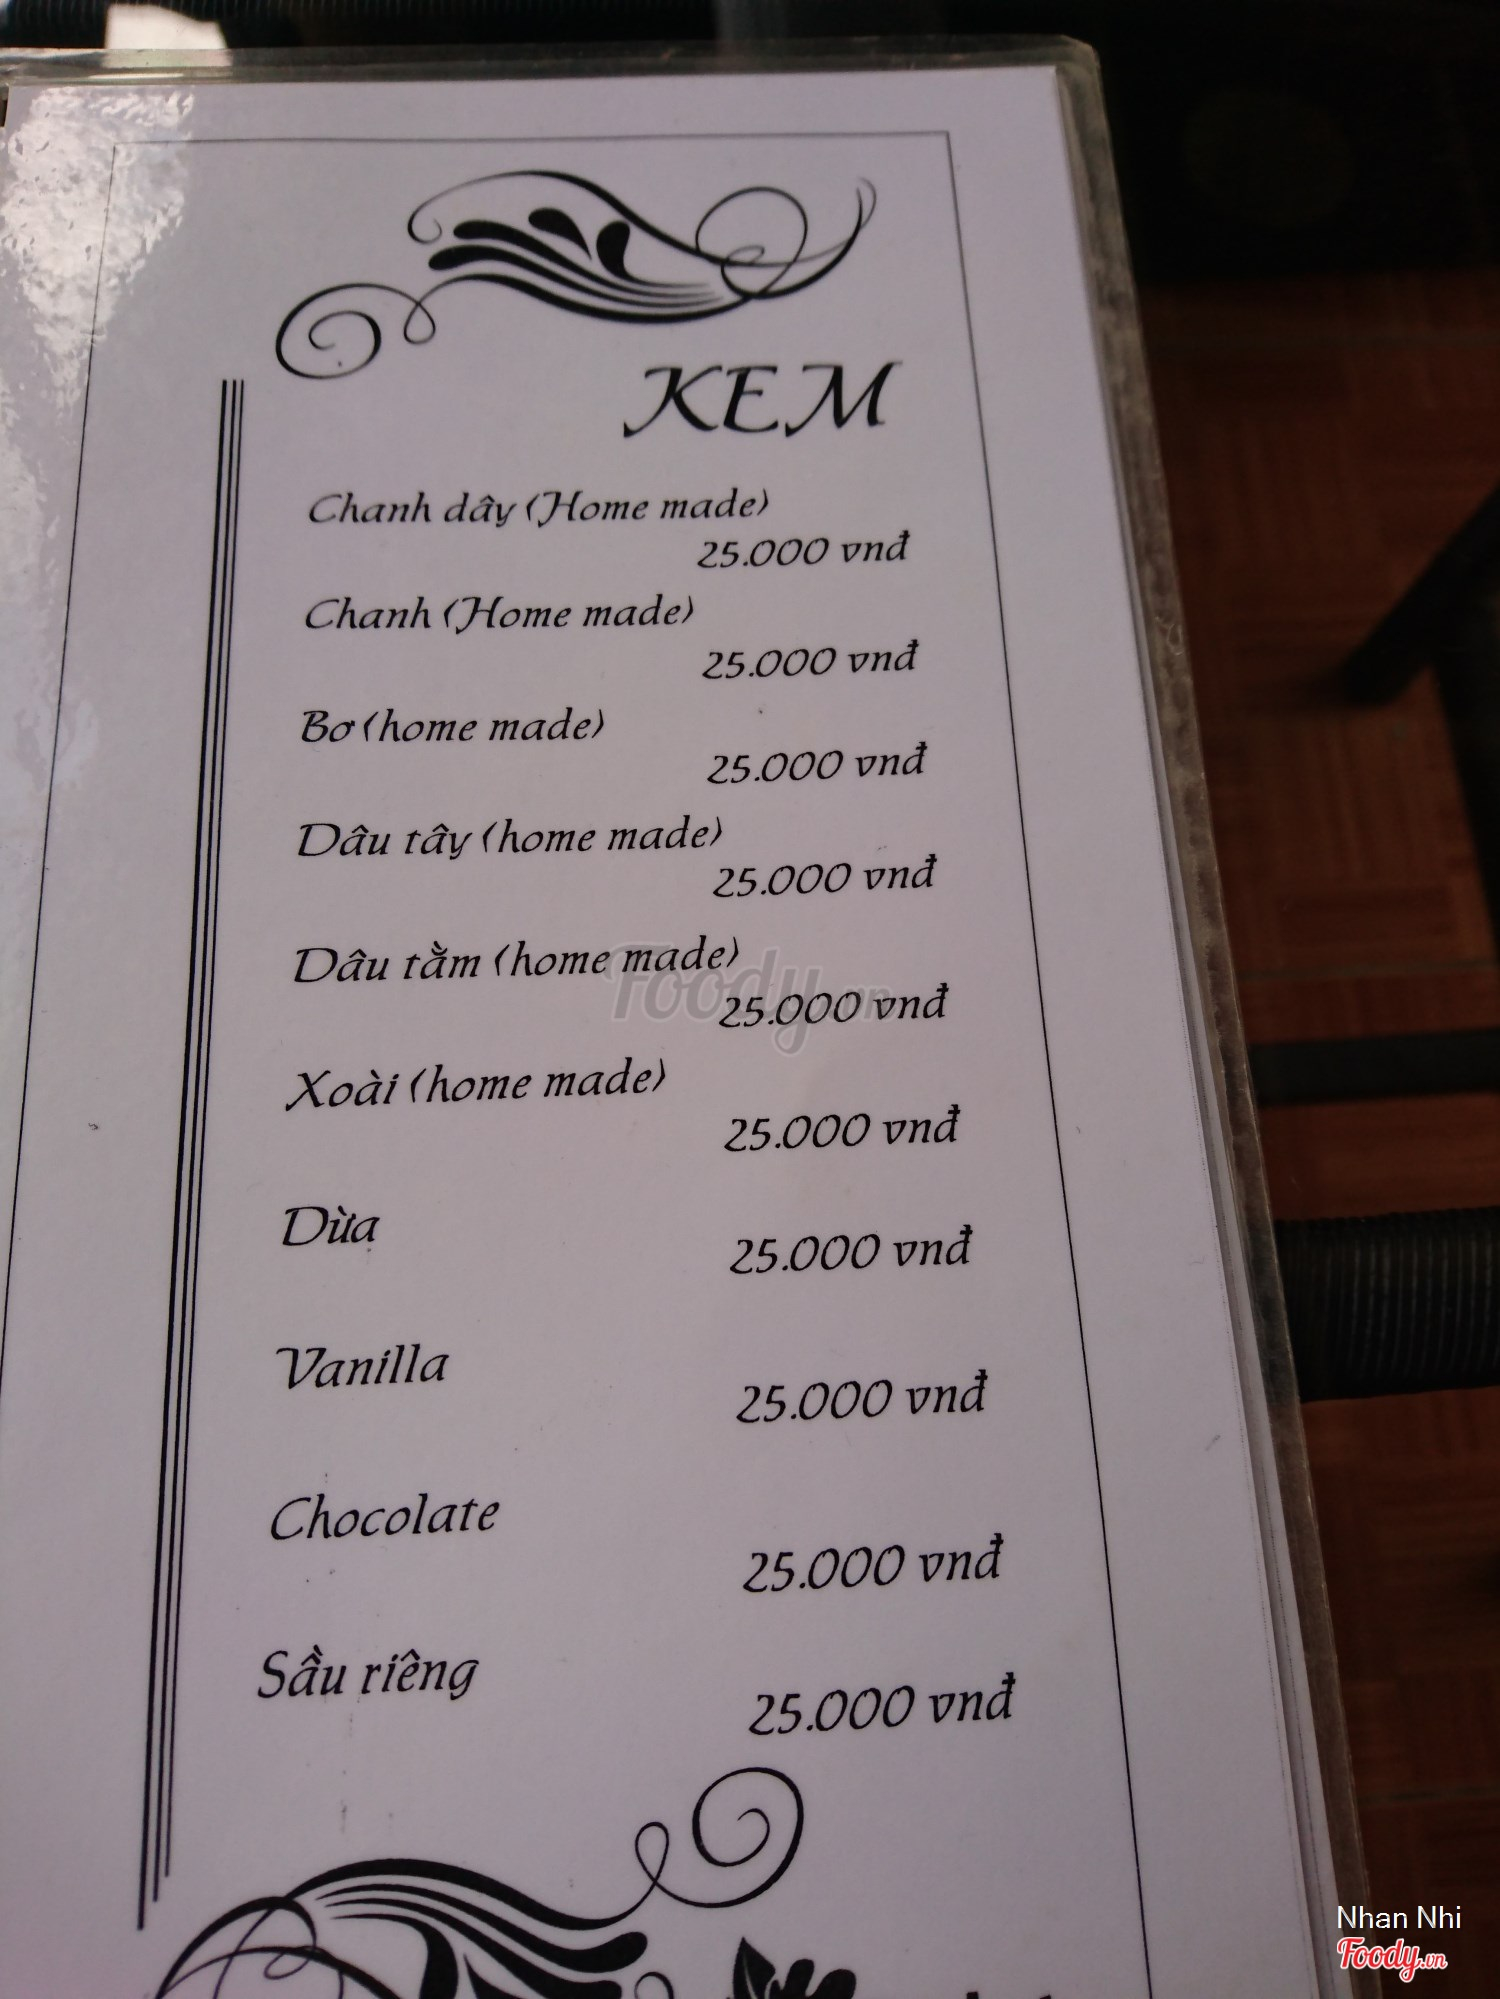 KEM
Chanh dây (Home made)
25.000 vnđ
Chanh (Home made)
25.000 vnđ
Bơ (home made)
25.000 vnđ
Dâu tây (home made)
25.000 vnđ
Dâu tằm (home made)
25.000 vnđ
Xoài (home made)
25.000 vnđ
Dừa
25.000 vnđ
Vanilla
25.000 vnđ
Chocolate
25.000 vnđ
Sầu riêng
25.000 vnđ
Foody.vn
Nhan Nhi
Foody.vn